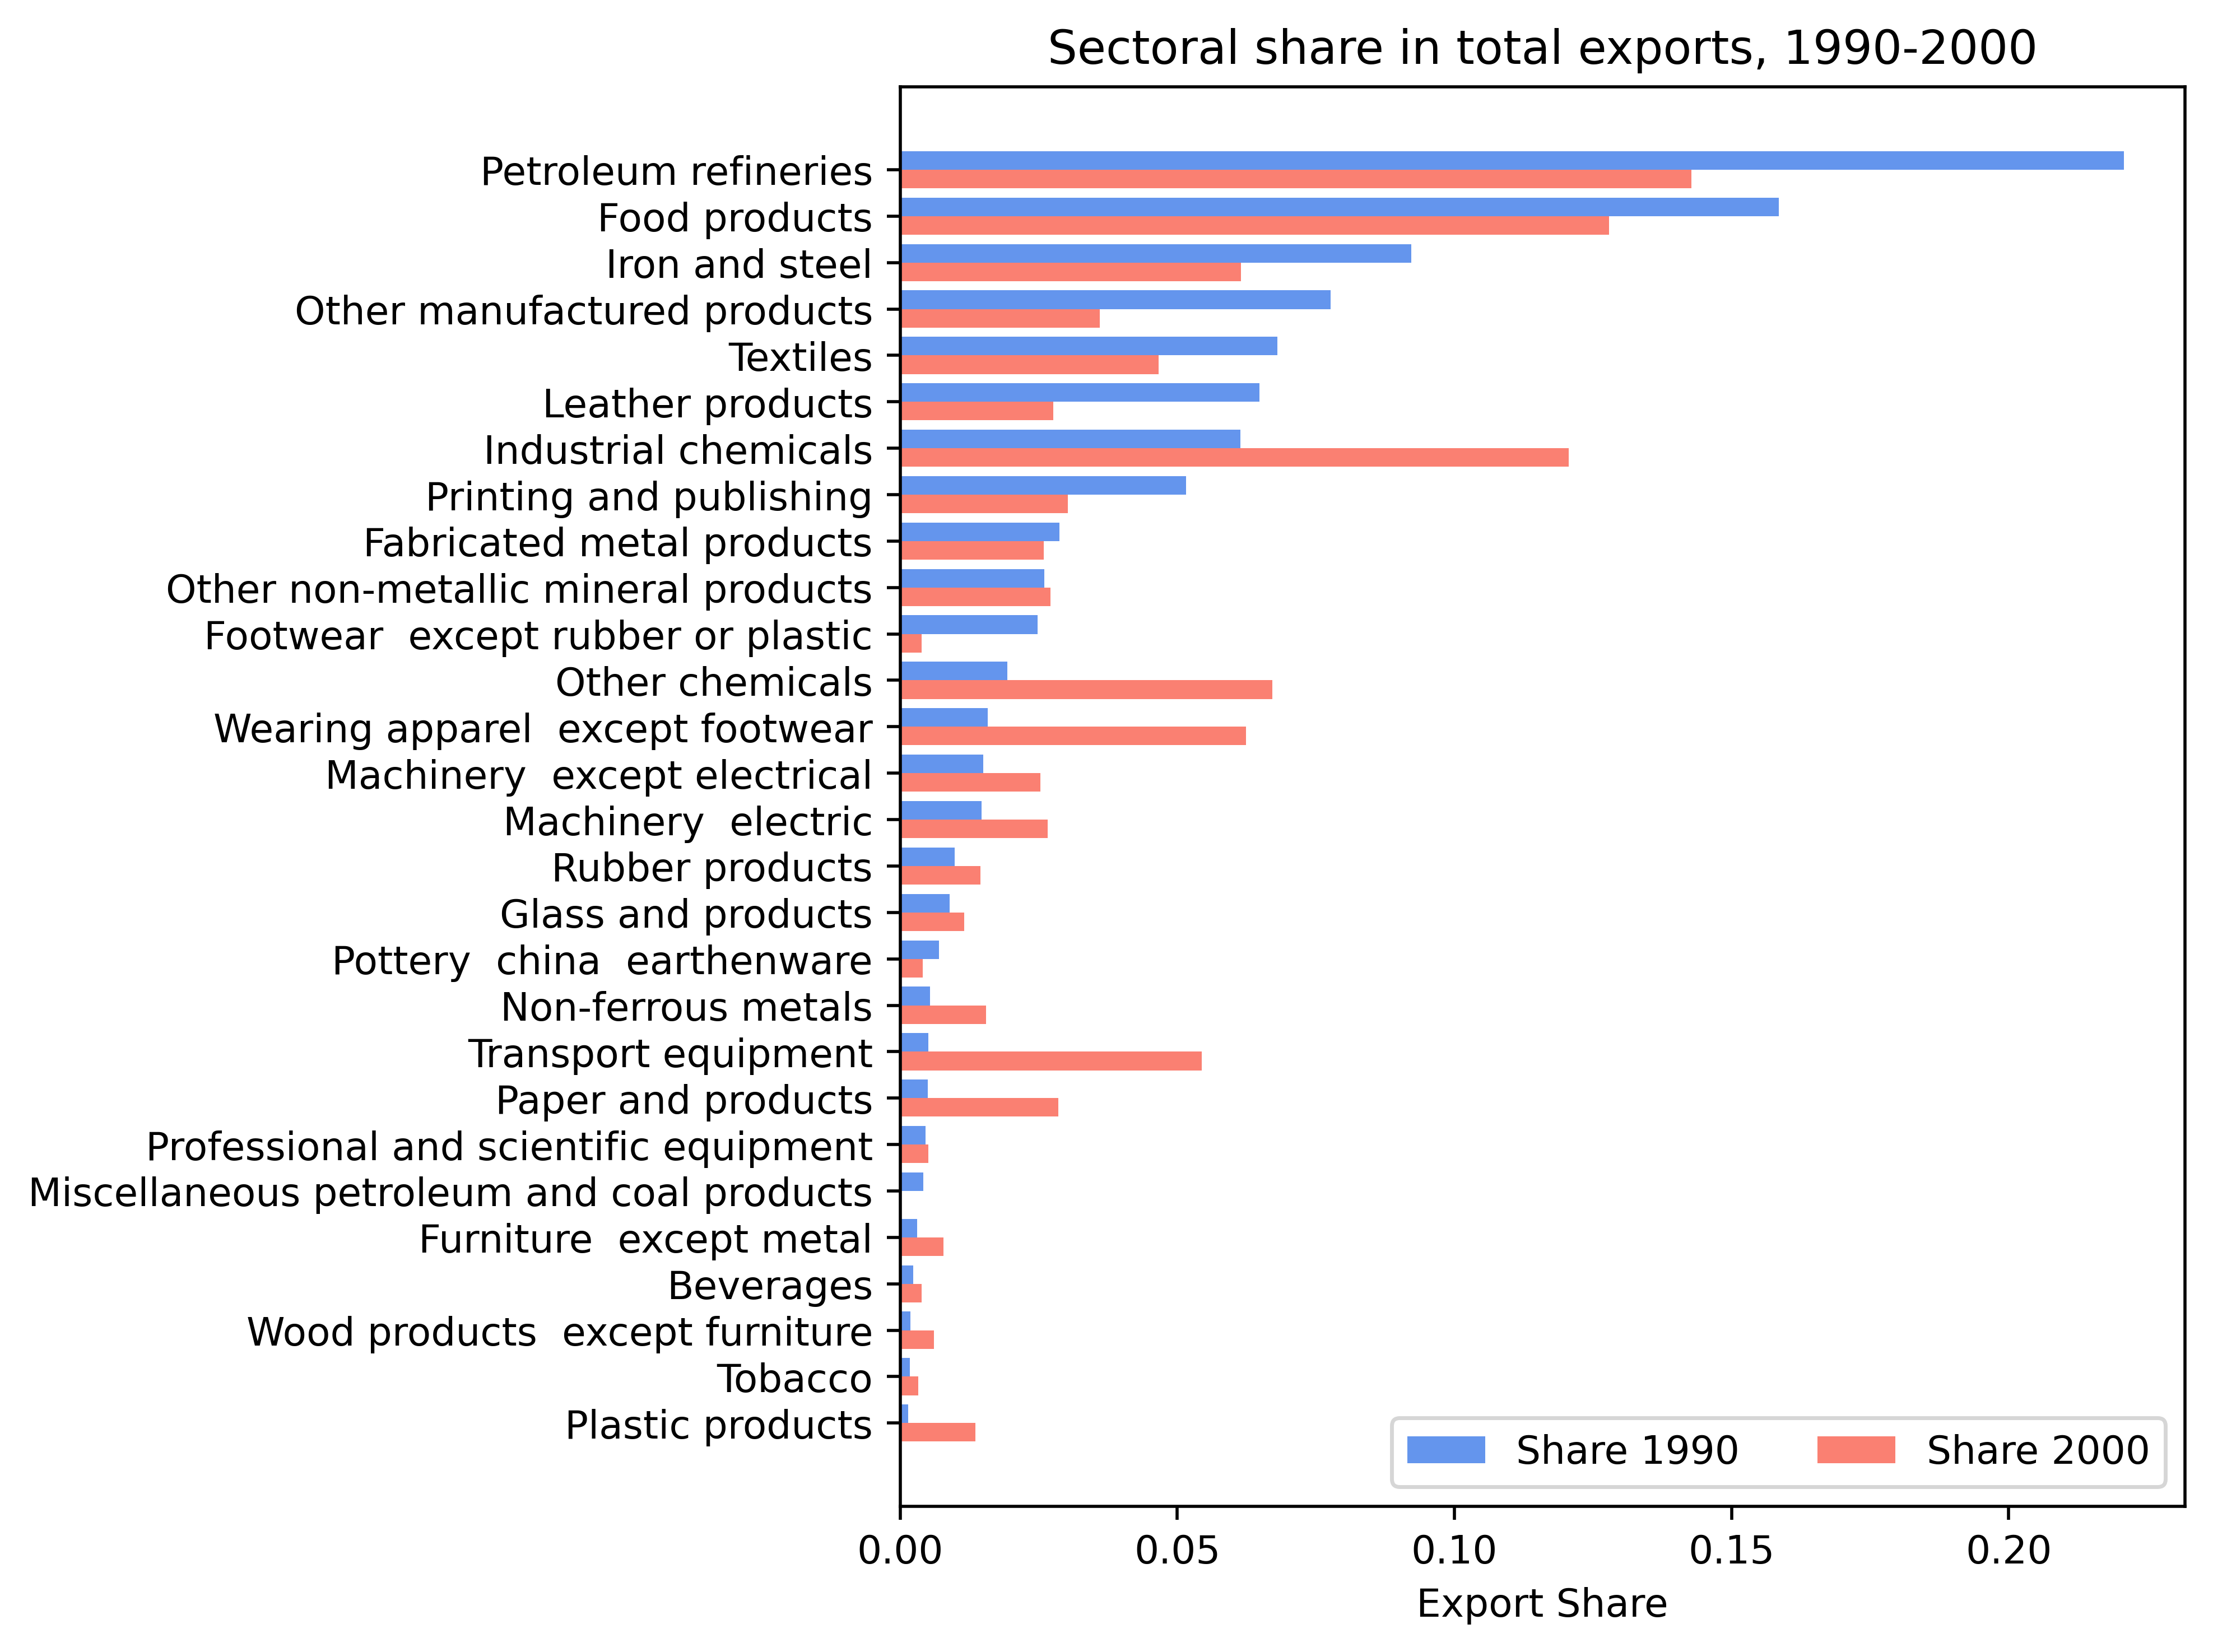 Sectoral share in total exports, 1990-2000
Petroleum refineries
Food products
Iron and steel
Other manufactured products
Textiles
Leather products
Industrial chemicals
Printing and publishing
Fabricated metal products
Other non-metallic mineral products
Footwear  except rubber or plastic
Other chemicals
Wearing apparel  except footwear
Machinery  except electrical
Machinery  electric
Rubber products
Glass and products
Pottery  china  earthenware
Non-ferrous metals
Transport equipment
Paper and products
Professional and scientific equipment
Miscellaneous petroleum and coal products
Furniture  except metal
Beverages
Wood products  except furniture
Tobacco
Plastic products
Share 1990 Share 2000
0.00 0.05 0.10 0.15 0.20
Export Share